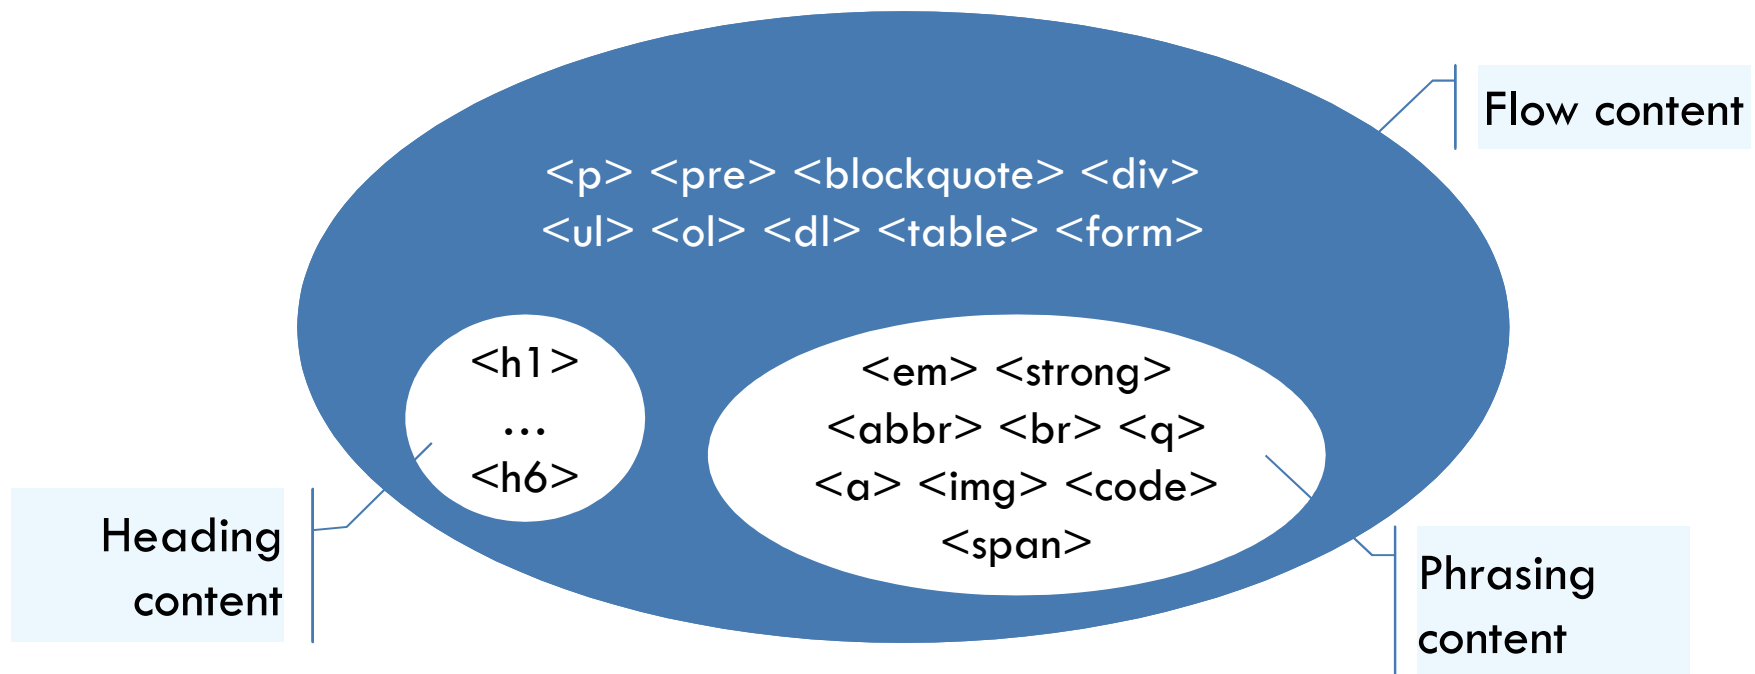 Flow content
<p> <pre> <blockquote> <div>
<ul> <ol> <dl> <table> <form>
<h1>
...
<h6>
<em> <strong>
<abbr> <br> <q>
<a> <img> <code>
<span>
Heading
content
Phrasing
content